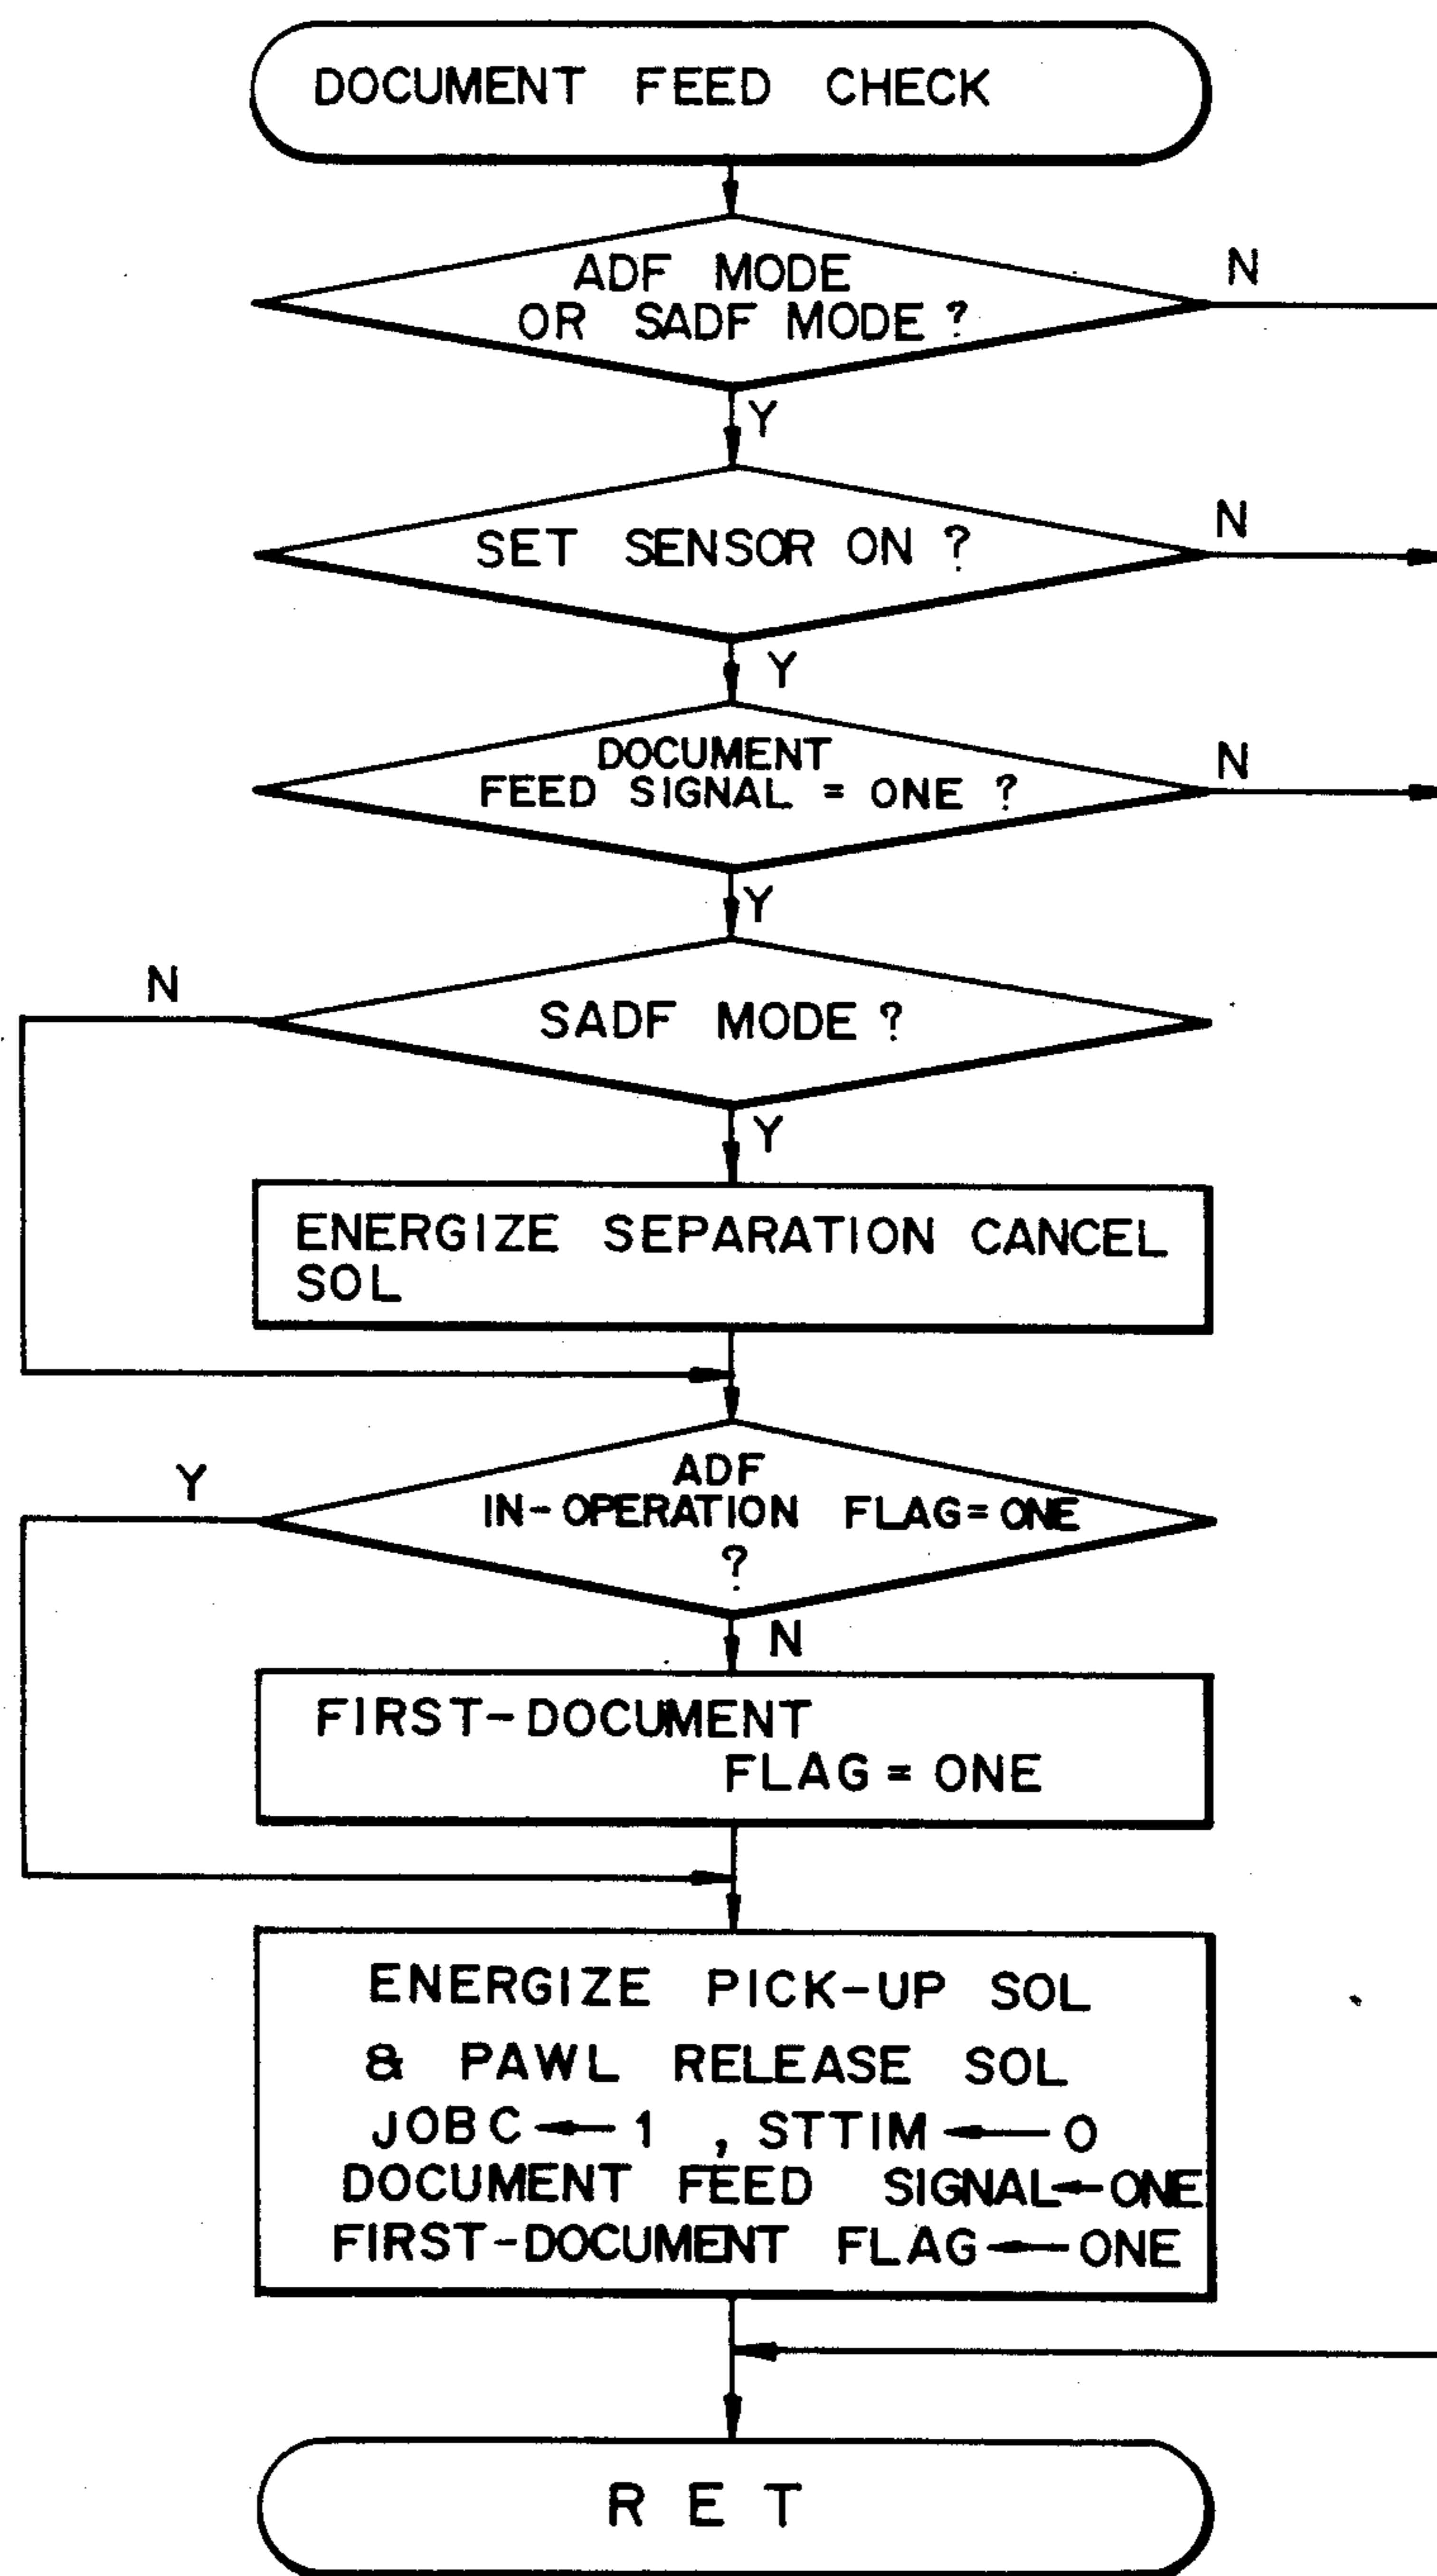 DOCUMENT FEED CHECK
ADF MODE
OR SADF MODE ?
N
Y
SET SENSOR ON ?
N
Y
DOCUMENT
FEED SIGNAL = ONE ?
N
Y
SADF MODE ?
N
Y
ENERGIZE SEPARATION CANCEL
SOL
ADF
IN-OPERATION FLAG = ONE
?
Y
N
FIRST-DOCUMENT
FLAG = ONE
ENERGIZE PICK-UP SOL
& PAWL RELEASE SOL
JOBC ← 1 , STTIM ← 0
DOCUMENT FEED SIGNAL ← ONE
FIRST-DOCUMENT FLAG ← ONE
RET